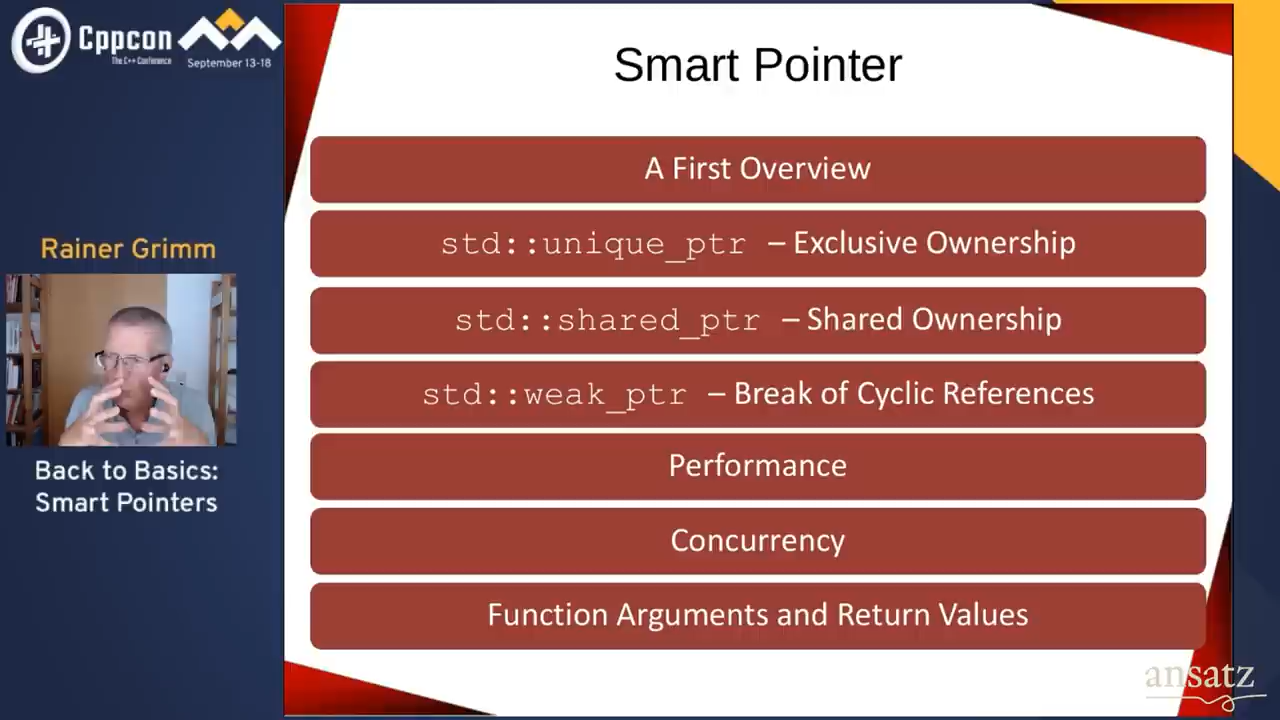 Cppcon
The C++ Conference
September 13-18
Rainer Grimm
Back to Basics:
Smart Pointers
Smart Pointer
A First Overview
std::unique_ptr – Exclusive Ownership
std::shared_ptr – Shared Ownership
std::weak_ptr – Break of Cyclic References
Performance
Concurrency
Function Arguments and Return Values
ansatz